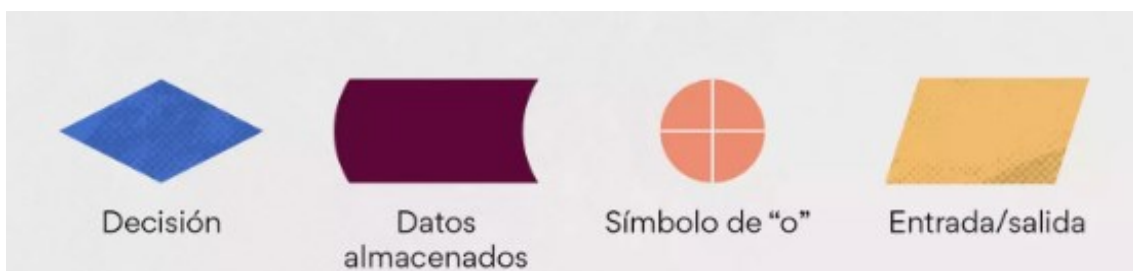 Decisión
Datos
almacenados
Símbolo de “o”
Entrada/salida